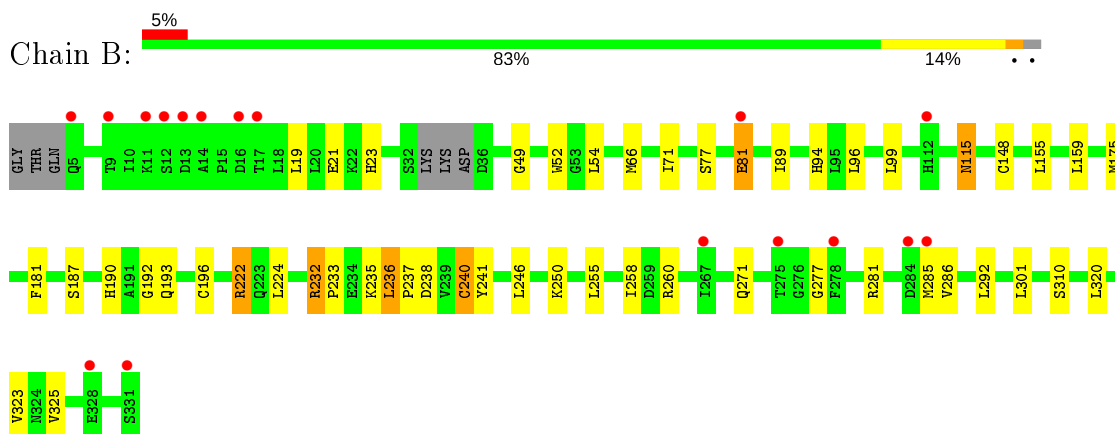 5%
Chain B:
83% 14% • •
GLY THR GLN Q5 T9 I10 K11 S12 D13 A14 P15 D16 T17 L18 L19 L20 E21 K22 H23 S32 LYS LYS ASP D36 G49 W52 G53 L54 M66 I71 S77 E81 I89 H94 L95 L96 L99 H112 N115 C148 L155 L159 M175
F181 S187 H190 A191 G192 Q193 C196 R222 Q223 L224 R232 P233 E234 K235 L236 P237 D238 V239 C240 Y241 L246 K250 L255 I258 D259 R260 I267 Q271 T275 G276 G277 F278 R281 D284 M285 V286 L292 L301 S310 L320
V323 N324 V325 E328 S331